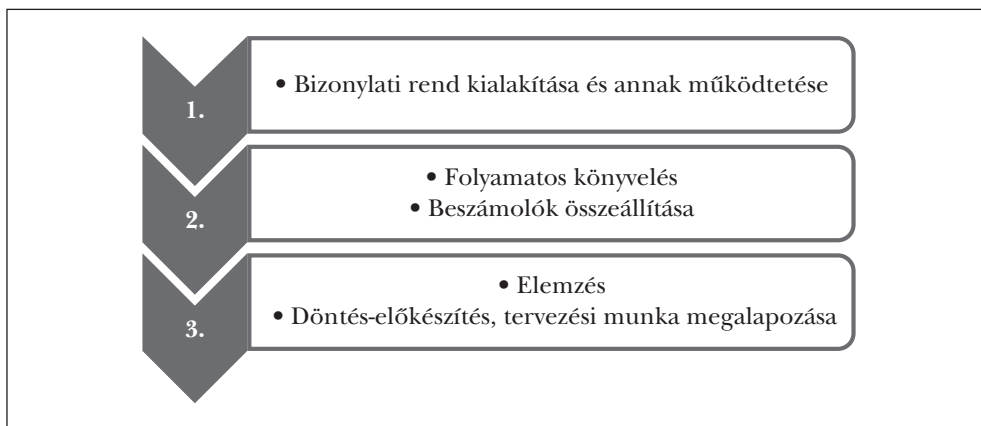 1.
• Bizonylati rend kialakítása és annak működtetése
2.
• Folyamatos könyvelés
• Beszámolók összeállítása
3.
• Elemzés
• Döntés-előkészítés, tervezési munka megalapozása